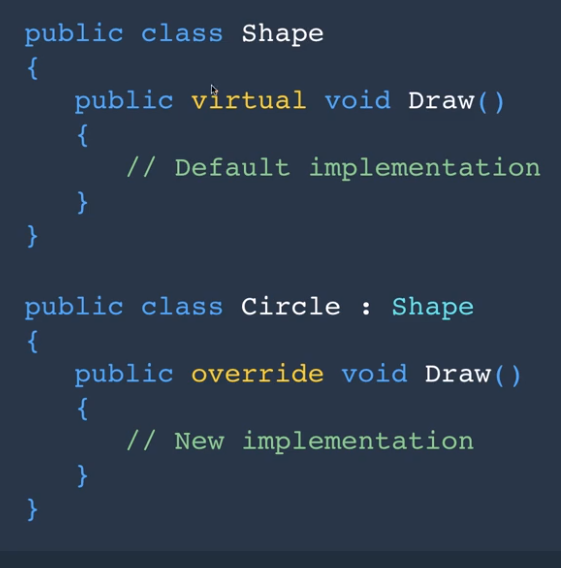 public class Shape
{
public virtual void Draw()
{
// Default implementation
}
}
public class Circle : Shape
{
public override void Draw()
{
// New implementation
}
}